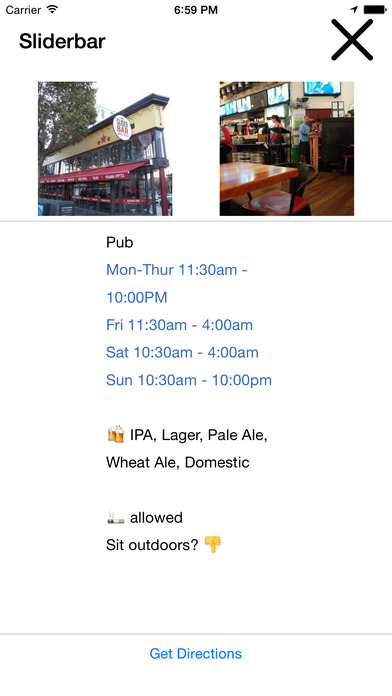 Carrier 6:59 PM
Sliderbar
SLIDER
BAR
Pub
Mon-Thur 11:30am -
10:00PM
Fri 11:30am - 4:00am
Sat 10:30am - 4:00am
Sun 10:30am - 10:00pm
🍻 IPA, Lager, Pale Ale,
Wheat Ale, Domestic
🚬 allowed
Sit outdoors? 👎
Get Directions